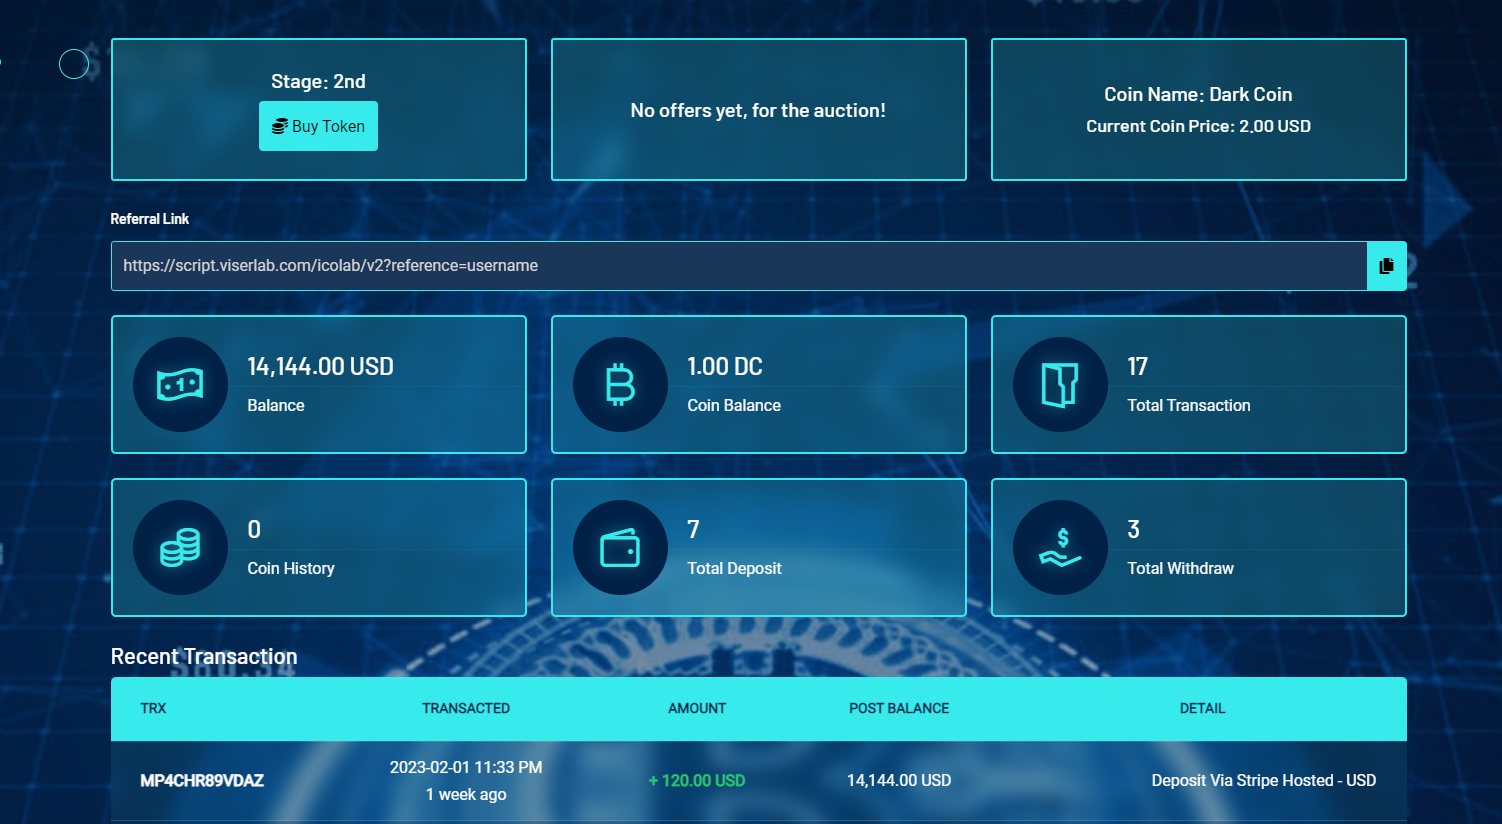 Stage: 2nd
Buy Token
No offers yet, for the auction!
Coin Name: Dark Coin
Current Coin Price: 2.00 USD
Referral Link
https://script.viserlab.com/icolab/v2?reference=username
14,144.00 USD
Balance
1.00 DC
Coin Balance
17
Total Transaction
0
Coin History
7
Total Deposit
3
Total Withdraw
Recent Transaction
TRX TRANSACTED AMOUNT POST BALANCE DETAIL
MP4CHR89VDAZ 2023-02-01 11:33 PM + 120.00 USD 14,144.00 USD Deposit Via Stripe Hosted - USD
1 week ago